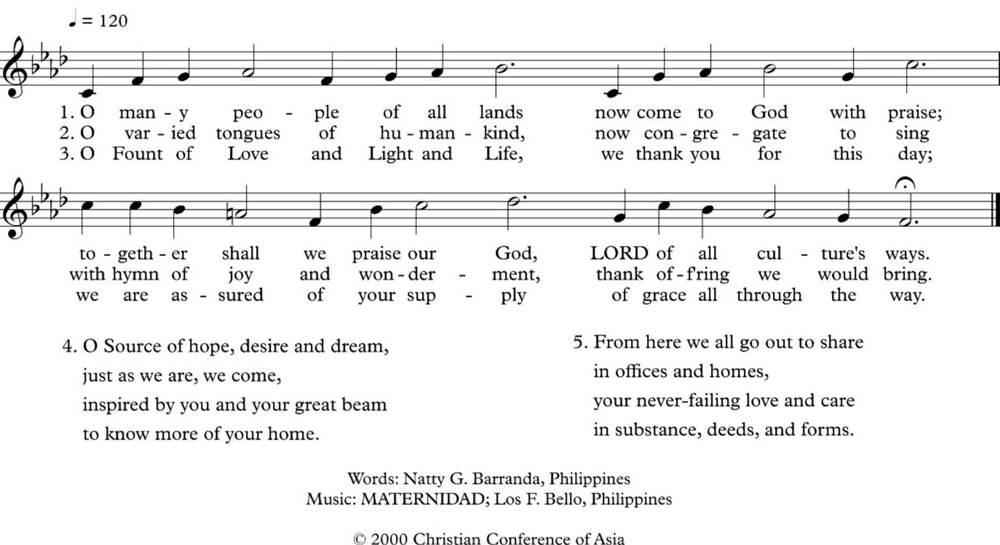 ♩ = 120
1. O man - y peo - ple of all lands now come to God with praise;
2. O var - ied tongues of hu - man - kind, now con - gre - gate to sing
3. O Fount of Love and Light and Life, we thank you for this day;
to - geth - er shall we praise our God, LORD of all cul - ture's ways.
with hymn of joy and won - der - ment, thank of - f'ring we would bring.
we are as - sured of your sup - ply of grace all through the way.
4. O Source of hope, desire and dream,
just as we are, we come,
inspired by you and your great beam
to know more of your home.
5. From here we all go out to share
in offices and homes,
your never-failing love and care
in substance, deeds, and forms.
Words: Natty G. Barranda, Philippines
Music: MATERNIDAD; Los F. Bello, Philippines
© 2000 Christian Conference of Asia